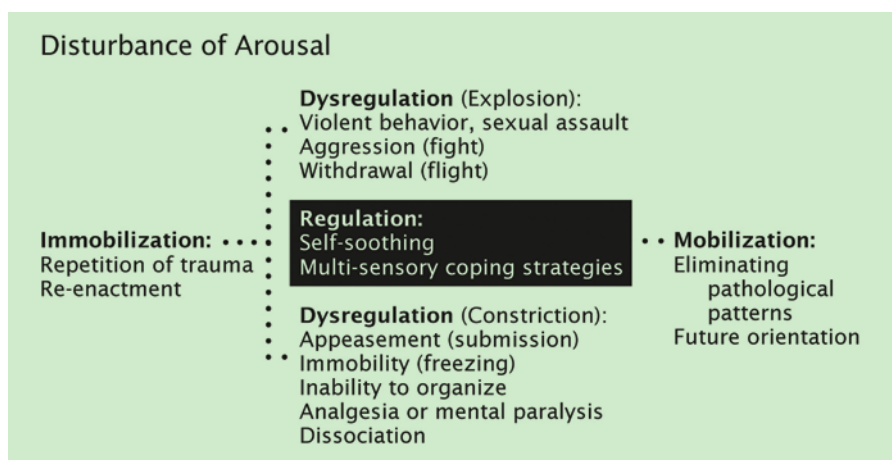 Disturbance of Arousal
Dysregulation (Explosion):
Violent behavior, sexual assault
Aggression (fight)
Withdrawal (flight)
Immobilization:
Repetition of trauma
Re-enactment
Regulation:
Self-soothing
Multi-sensory coping strategies
Mobilization:
Eliminating
pathological
patterns
Future orientation
Dysregulation (Constriction):
Appeasement (submission)
Immobility (freezing)
Inability to organize
Analgesia or mental paralysis
Dissociation